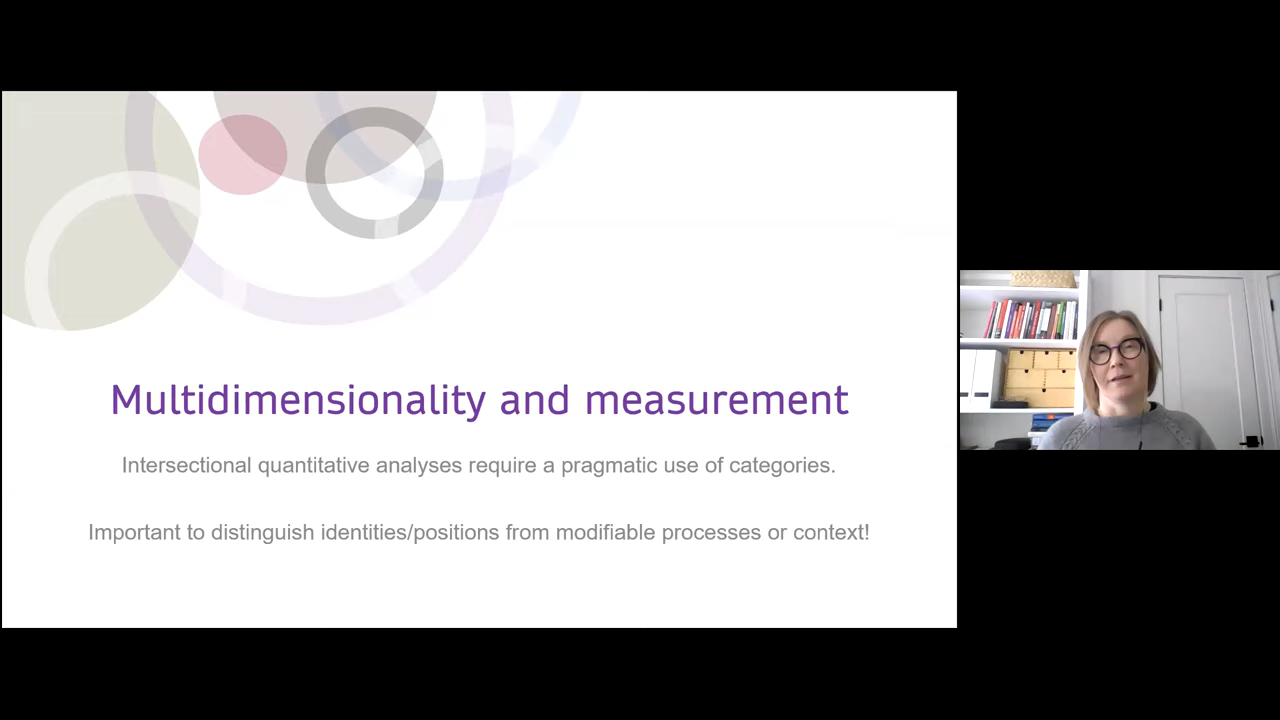 Multidimensionality and measurement
Intersectional quantitative analyses require a pragmatic use of categories.
Important to distinguish identities/positions from modifiable processes or context!